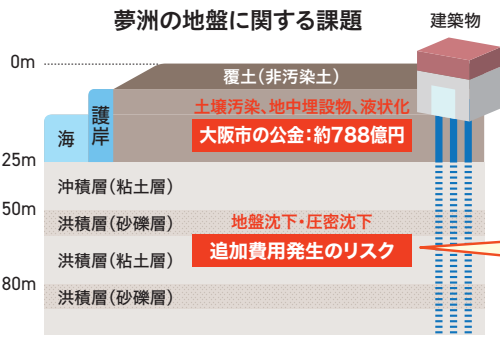 夢洲の地盤に関する課題
建築物
0m
覆土(非汚染土)
土壌汚染、地中埋設物、液状化
護岸
海
大阪市の公金：約788億円
25m
沖積層(粘土層)
50m
洪積層(砂礫層)
地盤沈下・圧密沈下
追加費用発生のリスク
洪積層(粘土層)
80m
洪積層(砂礫層)